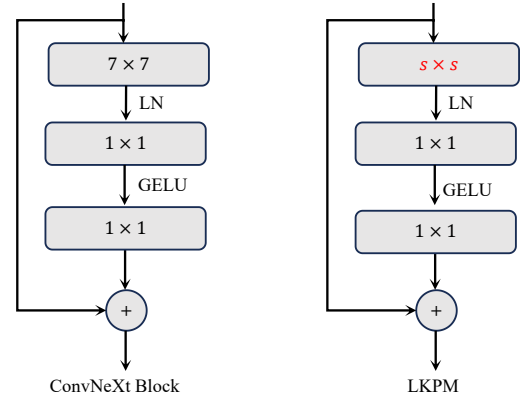 7 × 7
LN
1 × 1
GELU
1 × 1
+
ConvNeXt Block
s × s
LN
1 × 1
GELU
1 × 1
+
LKPM